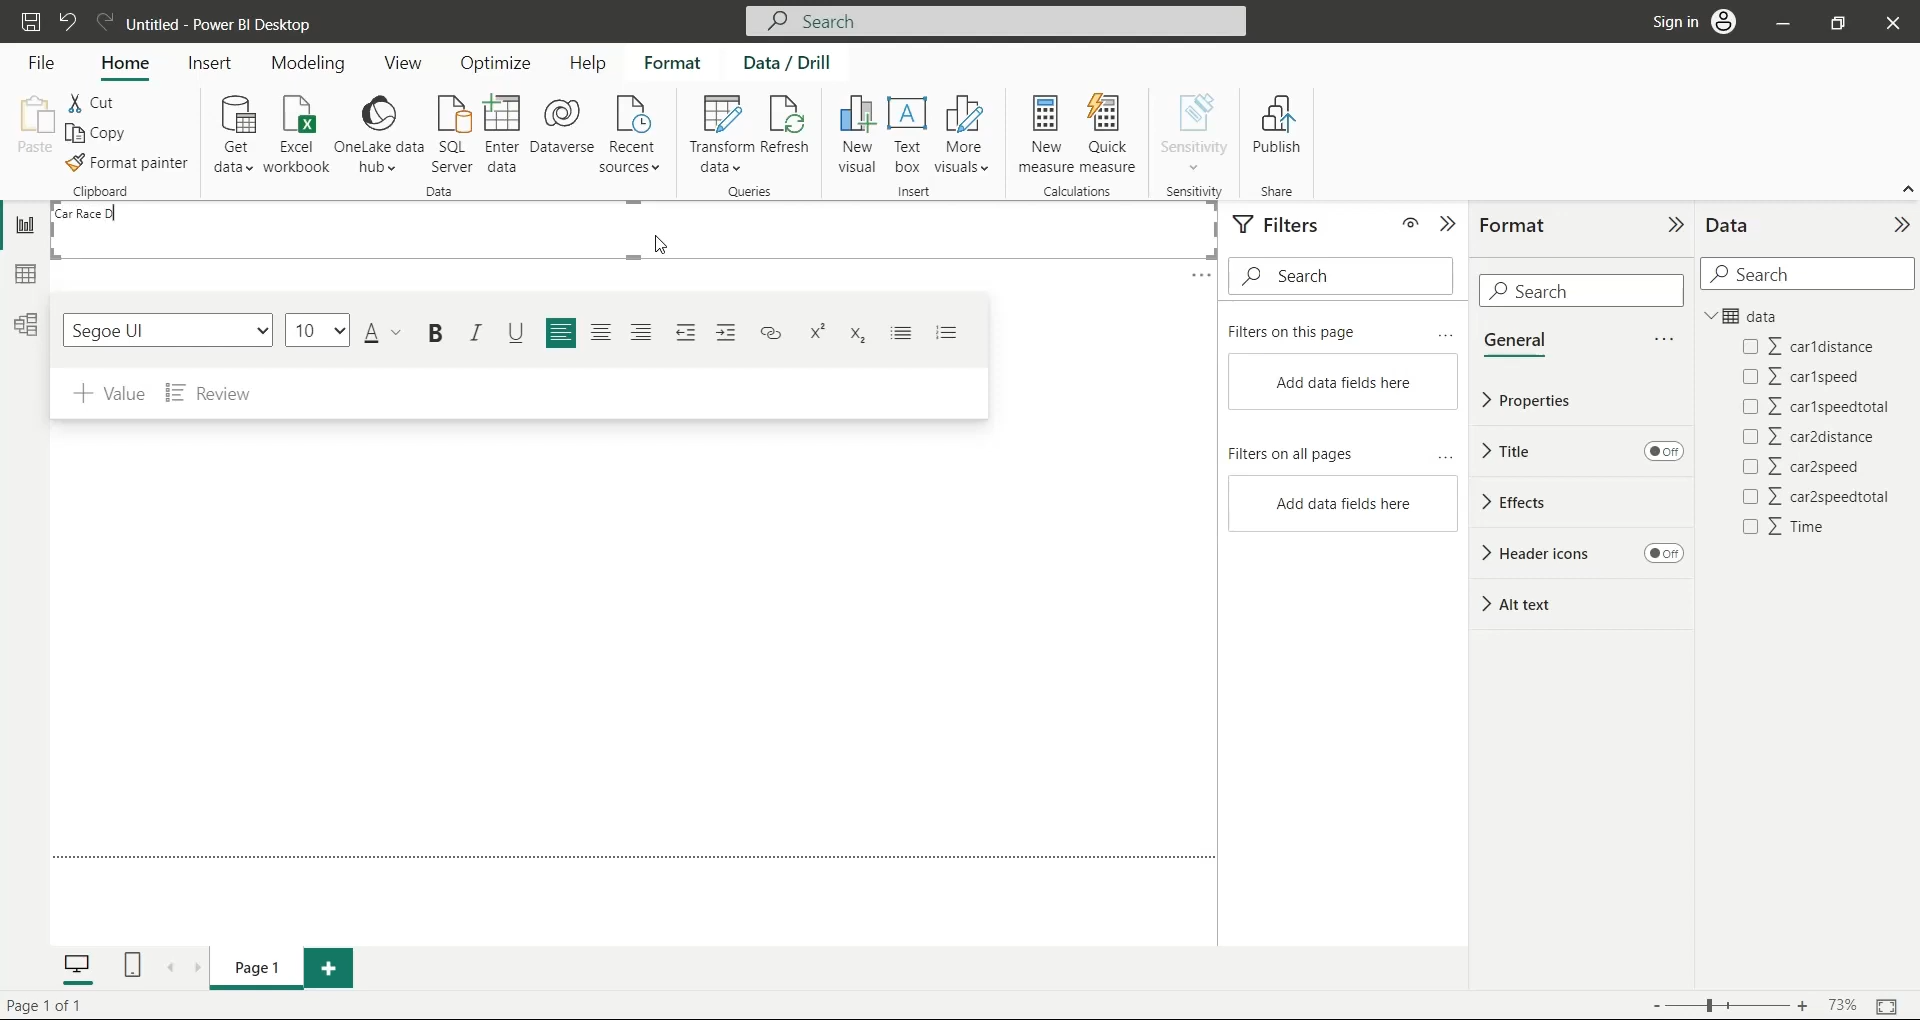 Untitled - Power BI Desktop
Search
Sign in
File
Home
Insert
Modeling
View
Optimize
Help
Format
Data / Drill
Paste
Cut
Copy
Format painter
Clipboard
Get
data
Excel
workbook
OneLake data
hub
SQL
Server
Enter
data
Dataverse
Recent
sources
Data
Transform
data
Refresh
Queries
New
visual
A
Text
box
More
visuals
Insert
New
measure
Quick
measure
Calculations
Sensitivity
Sensitivity
Publish
Share
Car Race D
Segoe UI
10
A
B
I
U
x²
x₂
Value
Review
Filters
Search
Filters on this page
...
Add data fields here
Filters on all pages
...
Add data fields here
Format
Search
General
...
Properties
Title
Off
Effects
Header icons
Off
Alt text
Data
Search
data
car1distance
car1speed
car1speedtotal
car2distance
car2speed
car2speedtotal
Time
Page 1
Page 1 of 1
- + 73%